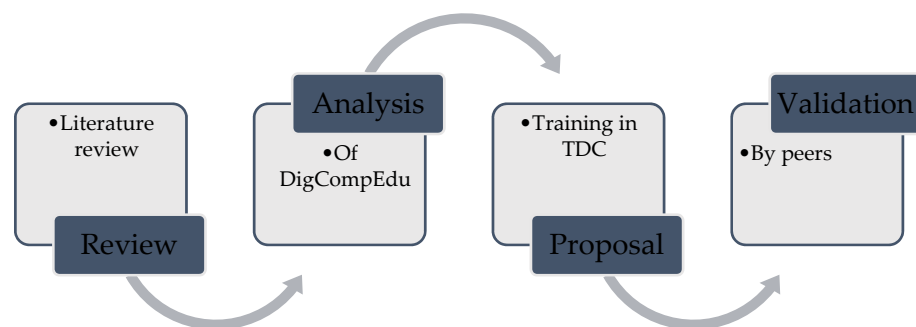 •Literature
review
Review
Analysis
•Of
DigCompEdu
•Training in
TDC
Proposal
Validation
•By peers